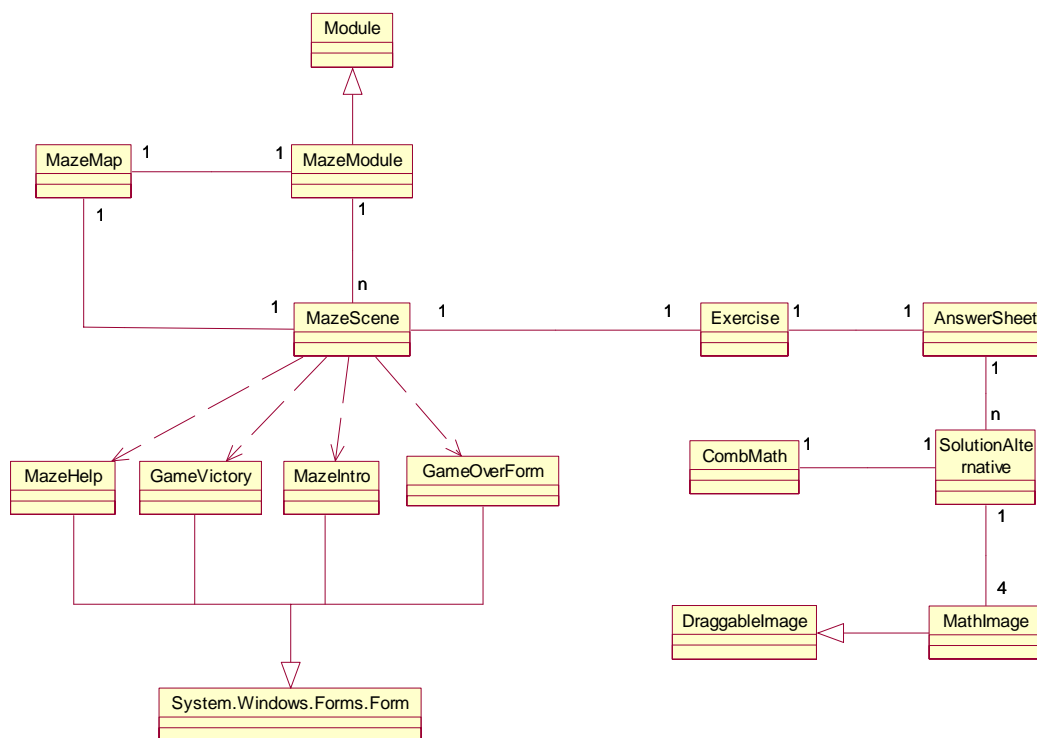 Module
MazeMap
1
1
MazeModule
1
1
n
1
MazeScene
1
1
Exercise
1
1
AnswerSheet
1
n
MazeHelp
GameVictory
MazeIntro
GameOverForm
CombMath
1
1
SolutionAlte
rnative
1
4
DraggableImage
MathImage
System.Windows.Forms.Form